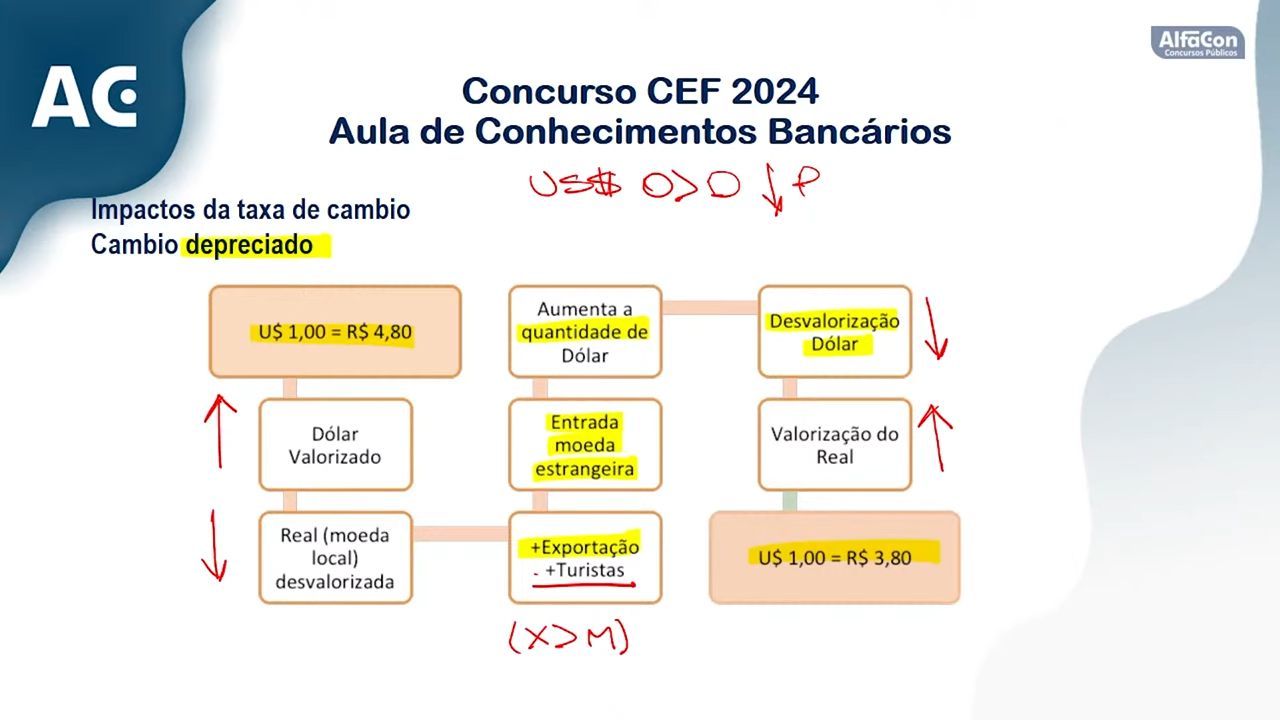 AC
AlfaCon
Concursos Públicos
Concurso CEF 2024
Aula de Conhecimentos Bancários
US$ O>D ↓ P
Impactos da taxa de cambio
Cambio depreciado
U$ 1,00 = R$ 4,80
Dólar
Valorizado
Real (moeda
local)
desvalorizada
+Exportação
+Turistas
(X>M)
Entrada
moeda
estrangeira
Aumenta a
quantidade de
Dólar
Desvalorização
Dólar
Valorização do
Real
U$ 1,00 = R$ 3,80